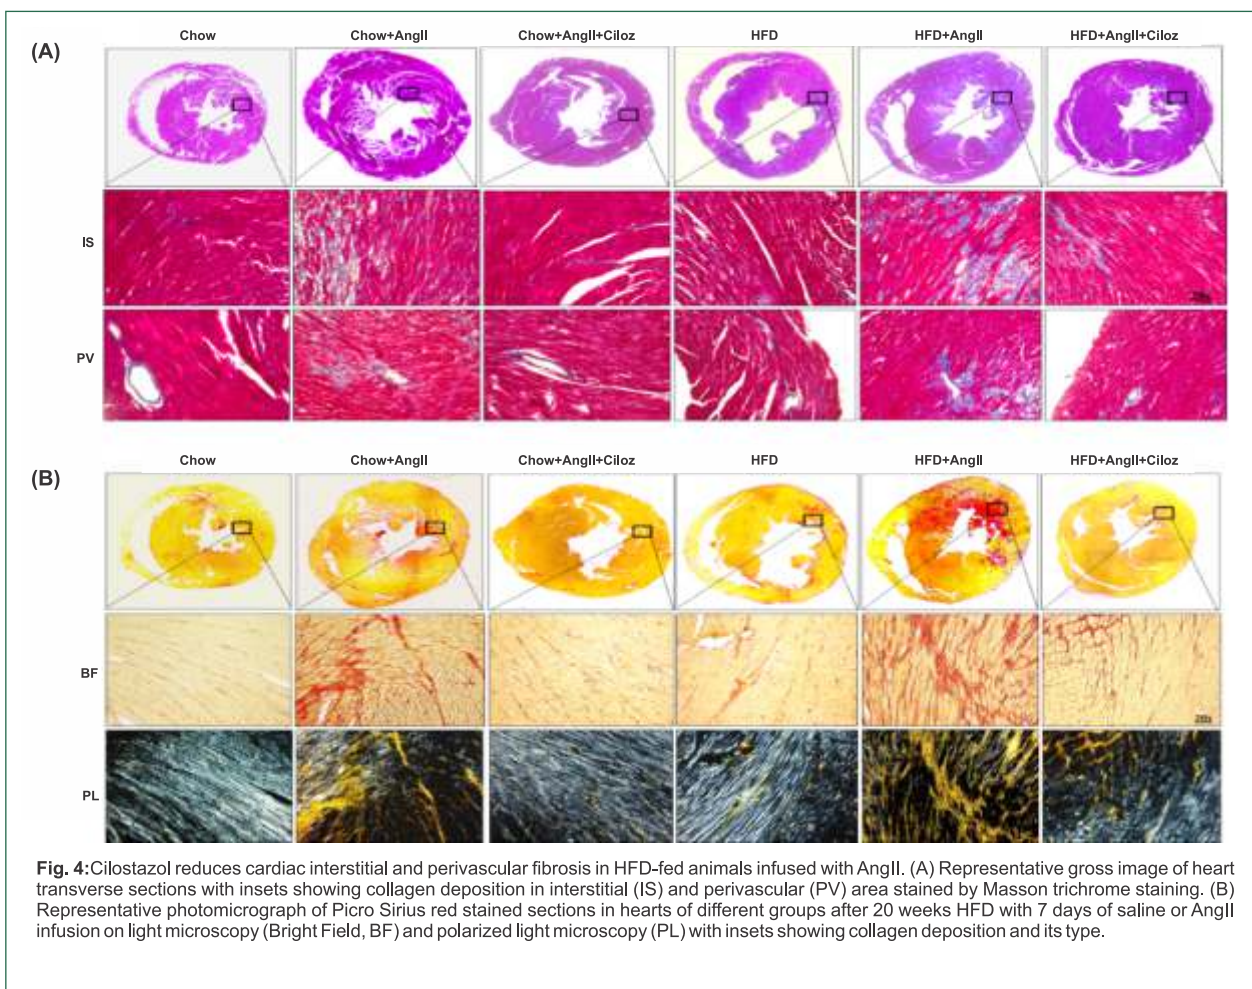 (A)
Chow Chow+AngII Chow+AngII+Ciloz HFD HFD+AngII HFD+AngII+Ciloz
IS
PV
(B)
Chow Chow+AngII Chow+AngII+Ciloz HFD HFD+AngII HFD+AngII+Ciloz
BF
PL
Fig. 4:Cilostazol reduces cardiac interstitial and perivascular fibrosis in HFD-fed animals infused with AngII. (A) Representative gross image of heart
transverse sections with insets showing collagen deposition in interstitial (IS) and perivascular (PV) area stained by Masson trichrome staining. (B)
Representative photomicrograph of Picro Sirius red stained sections in hearts of different groups after 20 weeks HFD with 7 days of saline or AngII
infusion on light microscopy (Bright Field, BF) and polarized light microscopy (PL) with insets showing collagen deposition and its type.